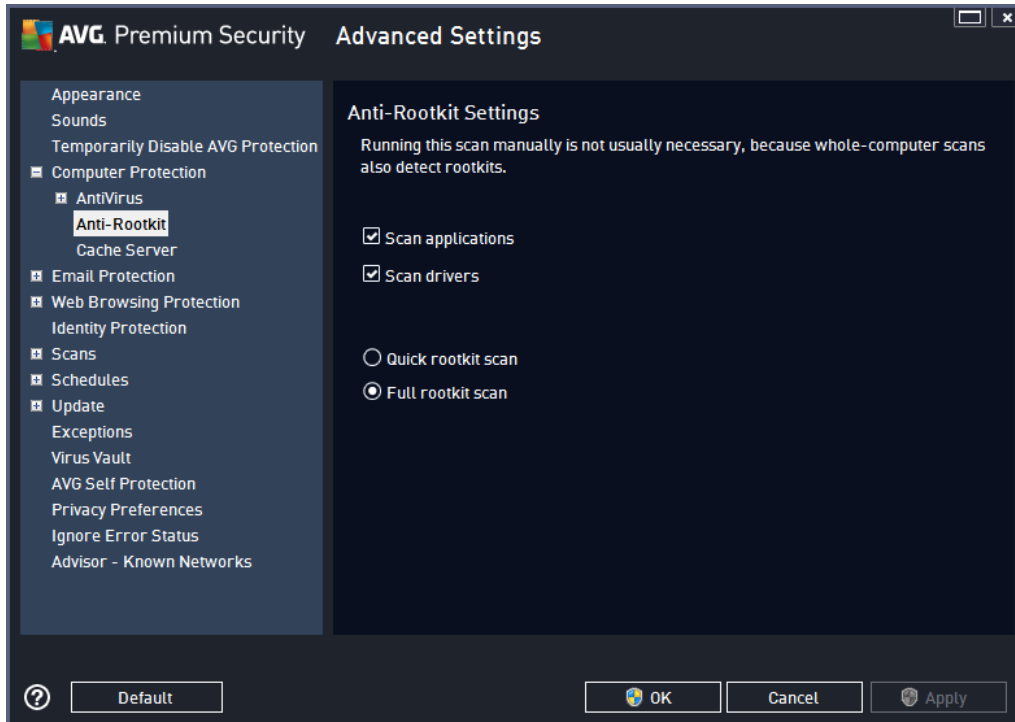 AVG. Premium Security
Advanced Settings
Appearance
Sounds
Temporarily Disable AVG Protection
Computer Protection
AntiVirus
Anti-Rootkit
Cache Server
Email Protection
Web Browsing Protection
Identity Protection
Scans
Schedules
Update
Exceptions
Virus Vault
AVG Self Protection
Privacy Preferences
Ignore Error Status
Advisor - Known Networks
Anti-Rootkit Settings
Running this scan manually is not usually necessary, because whole-computer scans
also detect rootkits.
Scan applications
Scan drivers
Quick rootkit scan
Full rootkit scan
?
Default
OK
Cancel
Apply